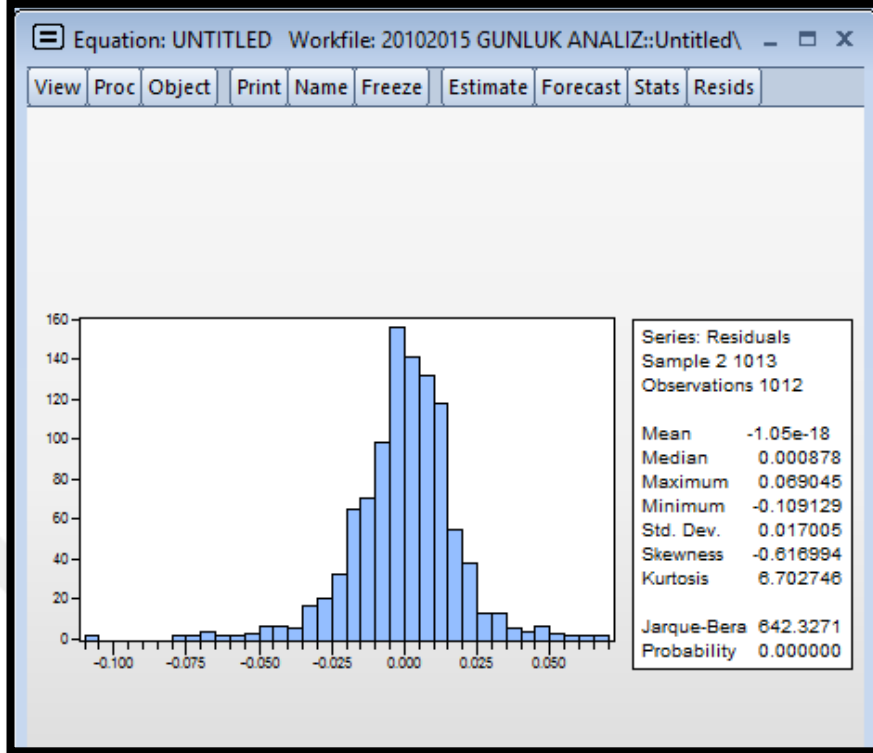 Equation: UNTITLED Workfile: 20102015 GUNLUK ANALIZ::Untitled\
View Proc Object Print Name Freeze Estimate Forecast Stats Resids
160
140
120
100
80
60
40
20
0
-0.100 -0.075 -0.050 -0.025 0.000 0.025 0.050
Series: Residuals
Sample 2 1013
Observations 1012
Mean -1.05e-18
Median 0.000878
Maximum 0.069045
Minimum -0.109129
Std. Dev. 0.017005
Skewness -0.616994
Kurtosis 6.702746
Jarque-Bera 642.3271
Probability 0.000000